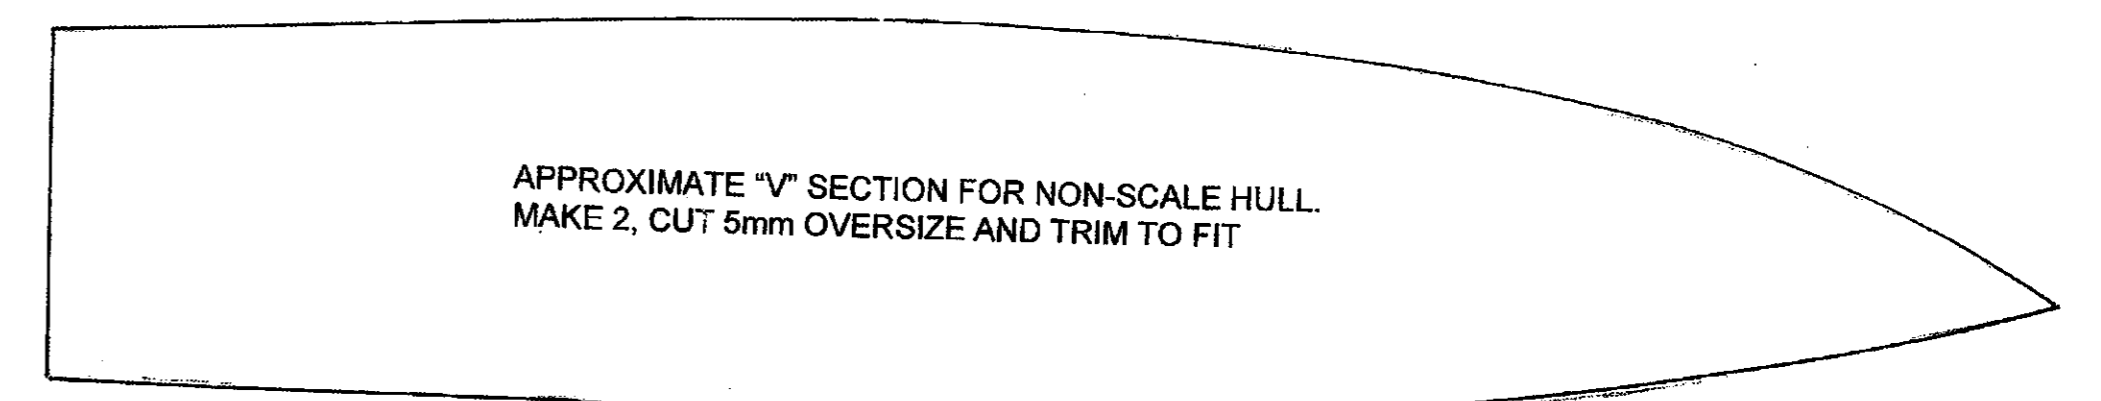 APPROXIMATE “V” SECTION FOR NON-SCALE HULL.
MAKE 2, CUT 5mm OVERSIZE AND TRIM TO FIT